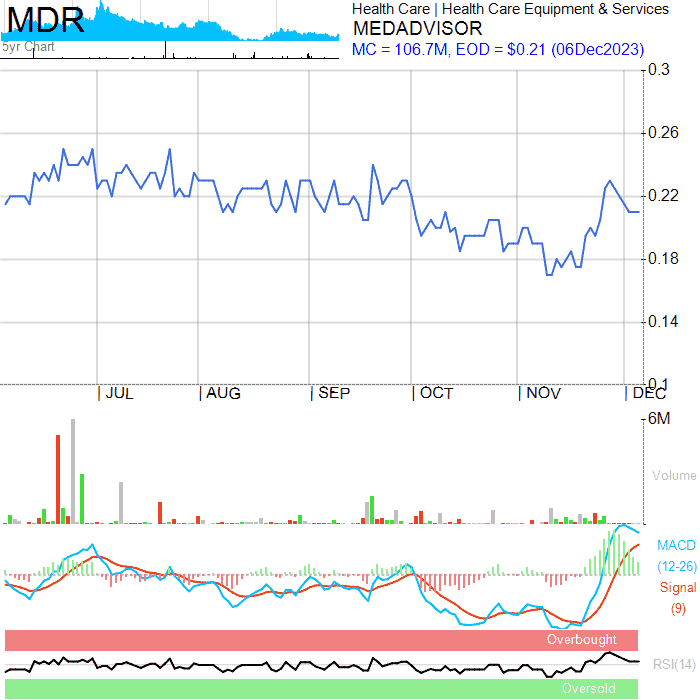 MDR
5yr Chart
Health Care | Health Care Equipment & Services
MEDADVISOR
MC = 106.7M, EOD = $0.21 (06Dec2023)
0.3
0.26
0.22
0.18
0.14
0.1
JUL
AUG
SEP
OCT
NOV
DEC
6M
Volume
MACD
(12-26)
Signal
(9)
Overbought
RSI(14)
Oversold